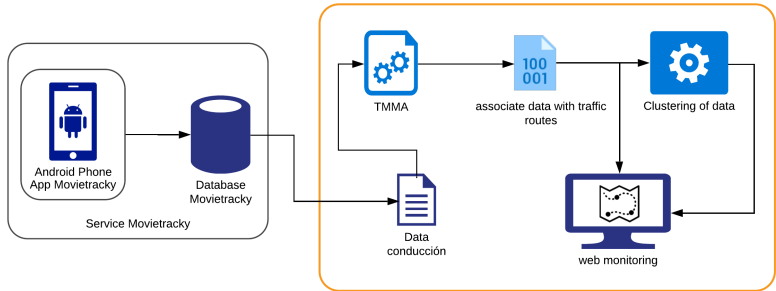 Android Phone
App Movietracky
Database
Movietracky
Service Movietracky
TMMA
100
001
associate data with traffic
routes
Clustering of data
Data
conducción
web monitoring